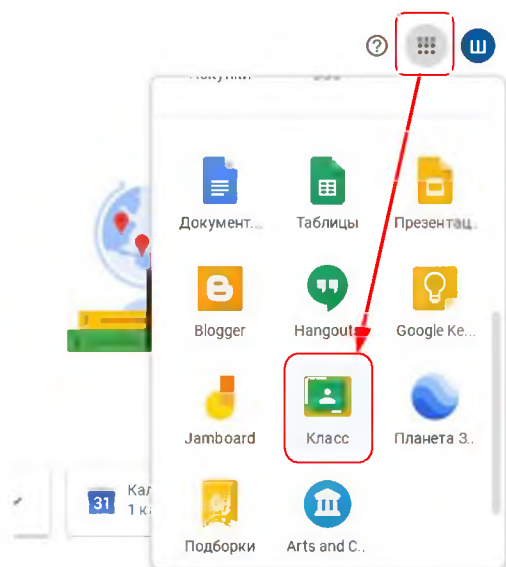 Ш
Документ...
Таблицы
Презентац..
Blogger
Hangouts
Google Ke...
Jamboard
Класс
Планета З..
31
Кал
1 к
Подборки
Arts and C..